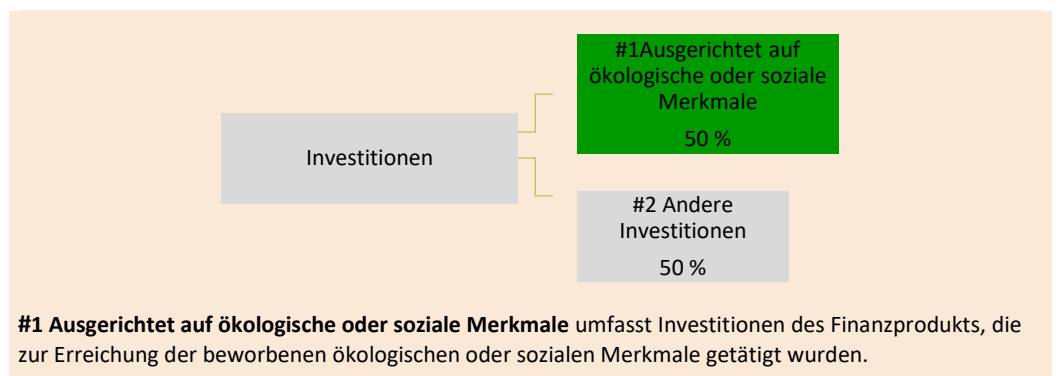 #1Ausgerichtet auf
ökologische oder soziale
Merkmale
50 %
Investitionen
#2 Andere
Investitionen
50 %
#1 Ausgerichtet auf ökologische oder soziale Merkmale umfasst Investitionen des Finanzprodukts, die
zur Erreichung der beworbenen ökologischen oder sozialen Merkmale getätigt wurden.